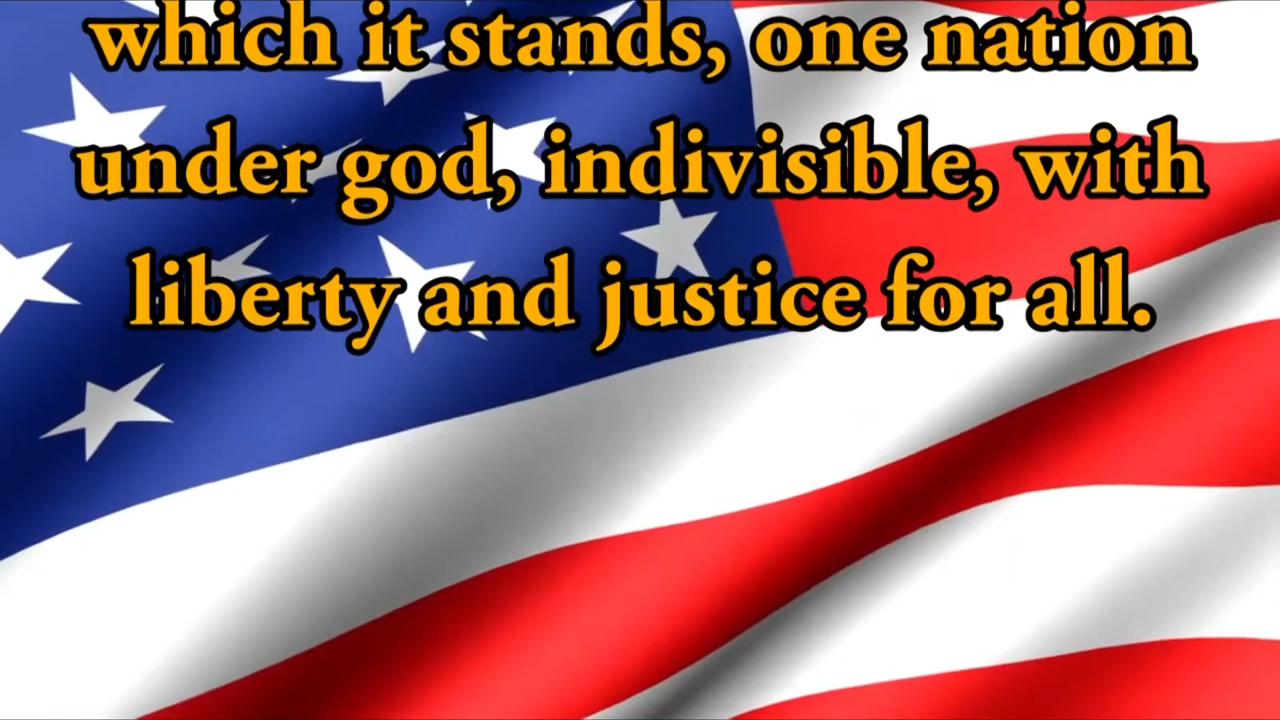 which it stands, one nation
under god, indivisible, with
liberty and justice for all.